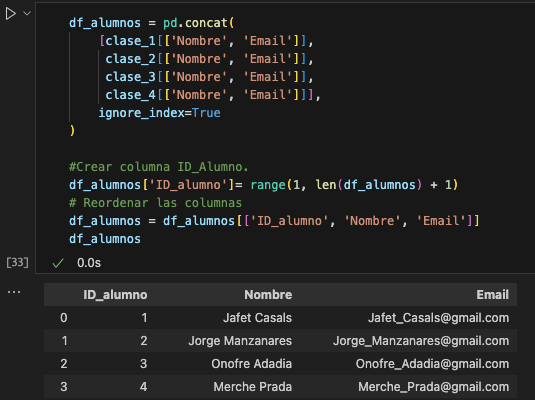 df_alumnos = pd.concat(
[clase_1[['Nombre', 'Email']],
clase_2[['Nombre', 'Email']],
clase_3[['Nombre', 'Email']],
clase_4[['Nombre', 'Email']]],
ignore_index=True
)
#Crear columna ID_Alumno.
df_alumnos['ID_alumno']= range(1, len(df_alumnos) + 1)
# Reordenar las columnas
df_alumnos = df_alumnos[['ID_alumno', 'Nombre', 'Email']]
df_alumnos
[33] ✓ 0.0s
... ID_alumno Nombre Email
0 1 Jafet Casals Jafet_Casals@gmail.com
1 2 Jorge Manzanares Jorge_Manzanares@gmail.com
2 3 Onofre Adadia Onofre_Adadia@gmail.com
3 4 Merche Prada Merche_Prada@gmail.com